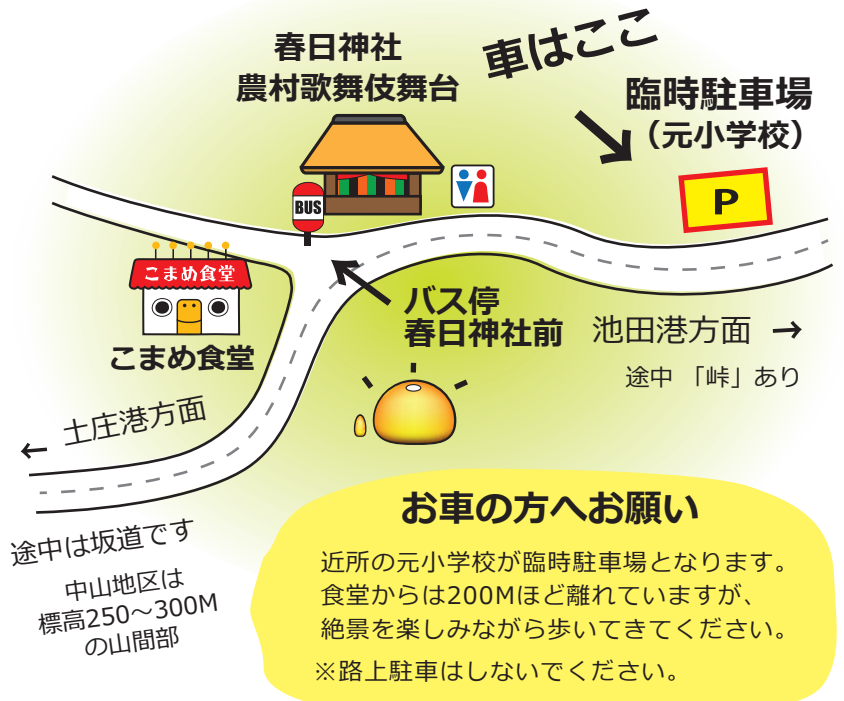 春日神社
農村歌舞伎舞台
車はここ
臨時駐車場
（元小学校）
P
BUS
こまめ食堂
こまめ食堂
バス停
春日神社前
池田港方面 →
途中 「峠」あり
← 土庄港方面
途中は坂道です
中山地区は
標高250～300M
の山間部
お車の方へお願い
近所の元小学校が臨時駐車場となります。
食堂からは200Mほど離れていますが、
絶景を楽しみながら歩いてきてください。
※路上駐車はしないでください。